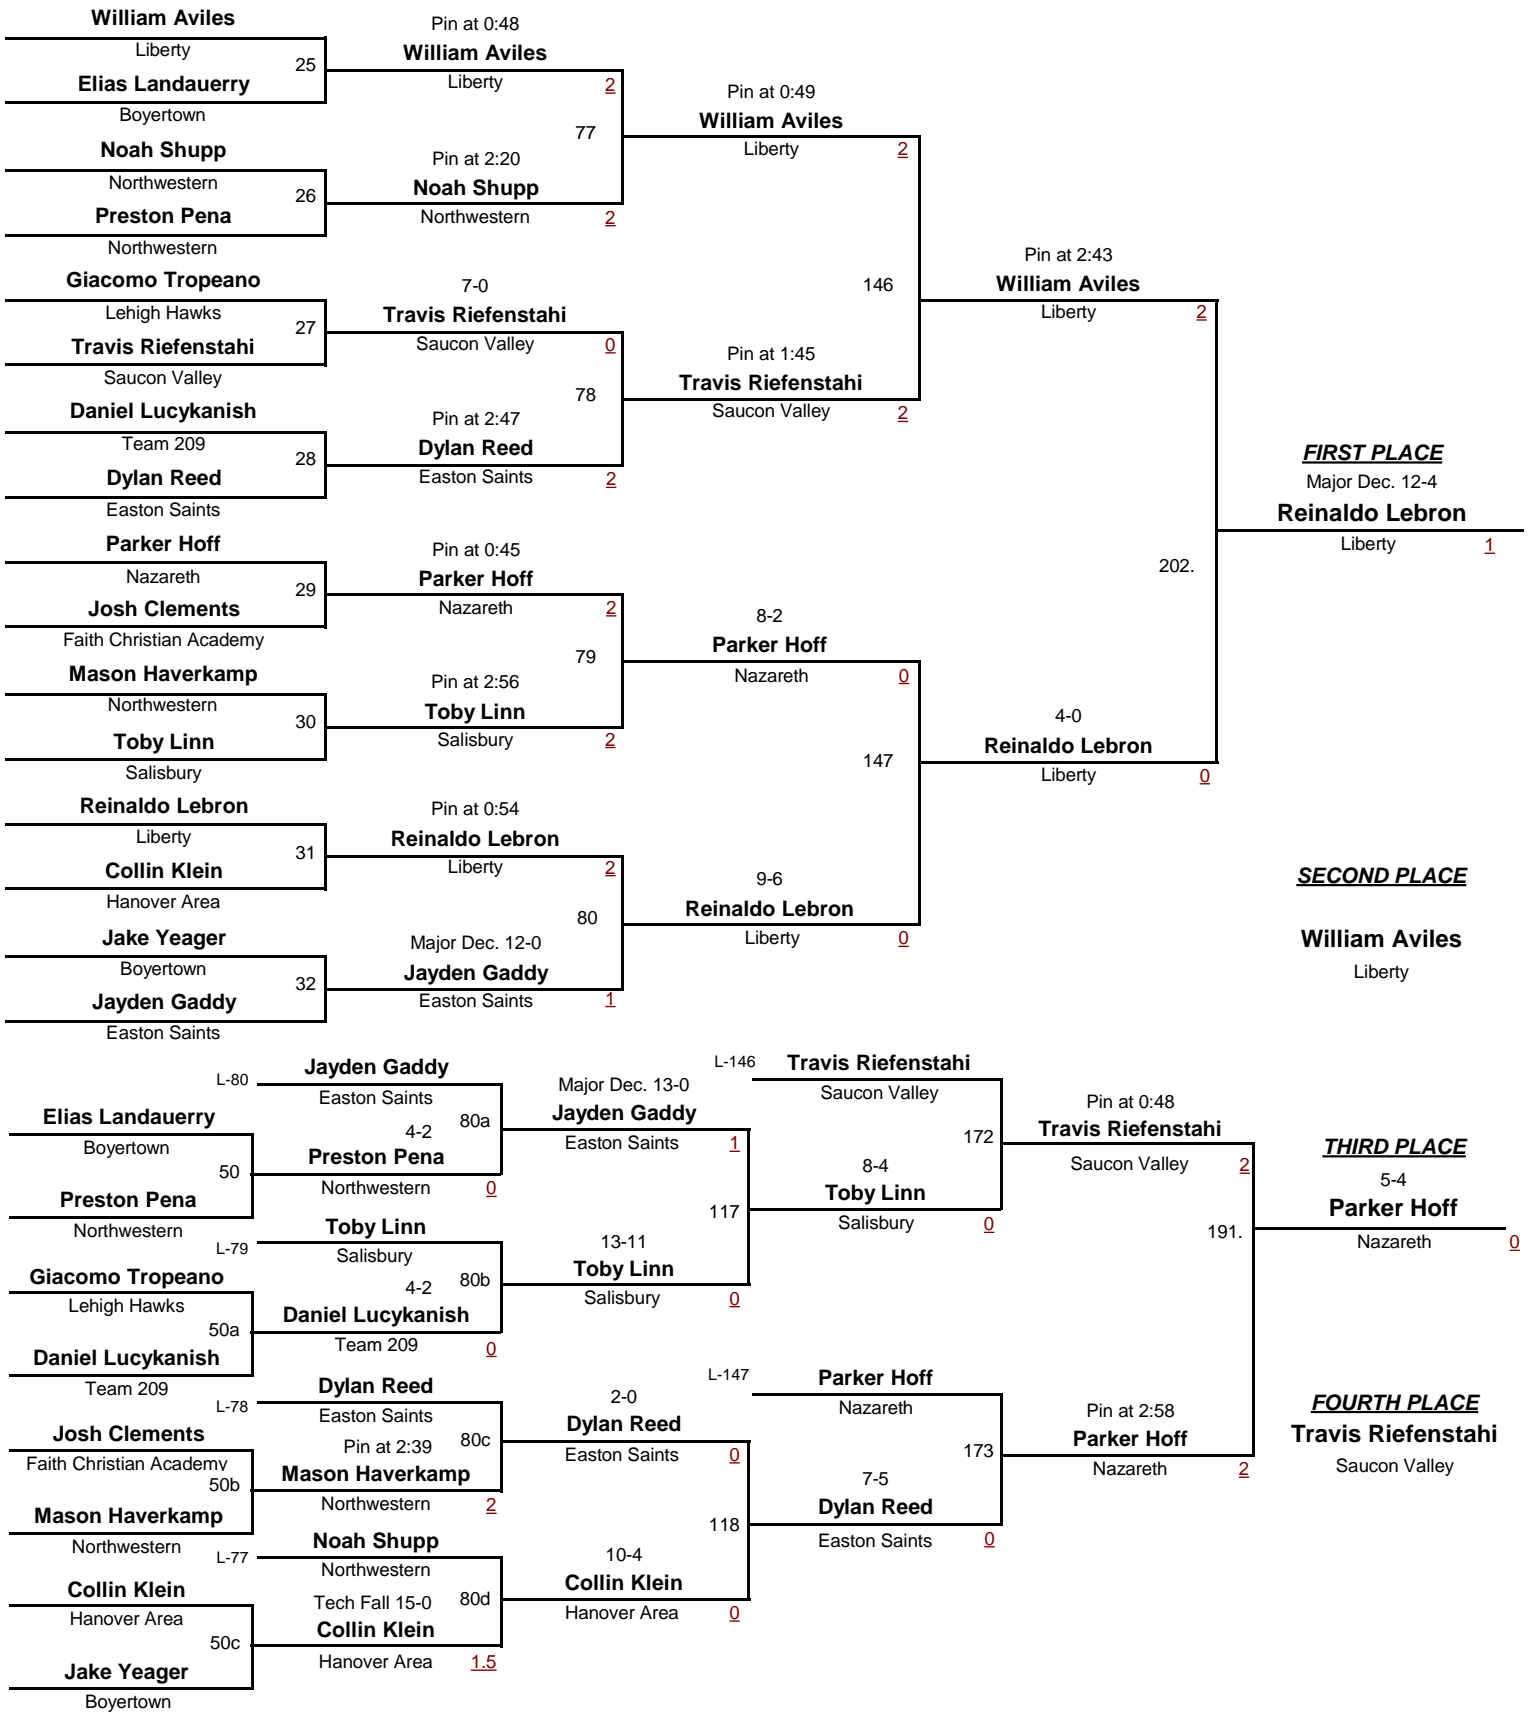 William Aviles
Liberty
25
Elias Landauerry
Boyertown
Noah Shupp
Northwestern
26
Preston Pena
Northwestern
Giacomo Tropeano
Lehigh Hawks
27
Travis Riefenstahi
Saucon Valley
Daniel Lucykanish
Team 209
28
Dylan Reed
Easton Saints
Parker Hoff
Nazareth
29
Josh Clements
Faith Christian Academy
Mason Haverkamp
Northwestern
30
Toby Linn
Salisbury
Reinaldo Lebron
Liberty
31
Collin Klein
Hanover Area
Jake Yeager
Boyertown
32
Jayden Gaddy
Easton Saints
Pin at 0:48
William Aviles
Liberty 2
77
Pin at 2:20
Noah Shupp
Northwestern 2
7-0
Travis Riefenstahi
Saucon Valley 0
78
Pin at 2:47
Dylan Reed
Easton Saints 2
Pin at 0:45
Parker Hoff
Nazareth 2
79
Pin at 2:56
Toby Linn
Salisbury 2
Pin at 0:54
Reinaldo Lebron
Liberty 2
80
Major Dec. 12-0
Jayden Gaddy
Easton Saints 1
Pin at 0:49
William Aviles
Liberty 2
146
Pin at 1:45
Travis Riefenstahi
Saucon Valley 2
8-2
Parker Hoff
Nazareth 0
147
9-6
Reinaldo Lebron
Liberty 0
Pin at 2:43
William Aviles
Liberty 2
202.
4-0
Reinaldo Lebron
Liberty 0
FIRST PLACE
Major Dec. 12-4
Reinaldo Lebron
Liberty 1
SECOND PLACE
William Aviles
Liberty
Elias Landauerry
Boyertown
50
Preston Pena
Northwestern
Giacomo Tropeano
Lehigh Hawks
50a
Daniel Lucykanish
Team 209
Josh Clements
Faith Christian Academy
50b
Mason Haverkamp
Northwestern
Collin Klein
Hanover Area
50c
Jake Yeager
Boyertown
L-80
Jayden Gaddy
Easton Saints
80a
4-2
Preston Pena
Northwestern 0
L-79
Toby Linn
Salisbury
80b
4-2
Daniel Lucykanish
Team 209 0
L-78
Dylan Reed
Easton Saints
80c
Pin at 2:39
Mason Haverkamp
Northwestern 2
L-77
Noah Shupp
Northwestern
80d
Tech Fall 15-0
Collin Klein
Hanover Area 1.5
Major Dec. 13-0
Jayden Gaddy
Easton Saints 1
117
13-11
Toby Linn
Salisbury 0
2-0
Dylan Reed
Easton Saints 0
118
10-4
Collin Klein
Hanover Area 0
L-146
Travis Riefenstahi
Saucon Valley
172
8-4
Toby Linn
Salisbury 0
L-147
Parker Hoff
Nazareth
173
7-5
Dylan Reed
Easton Saints 0
Pin at 0:48
Travis Riefenstahi
Saucon Valley 2
191.
Pin at 2:58
Parker Hoff
Nazareth 2
THIRD PLACE
5-4
Parker Hoff
Nazareth 0
FOURTH PLACE
Travis Riefenstahi
Saucon Valley